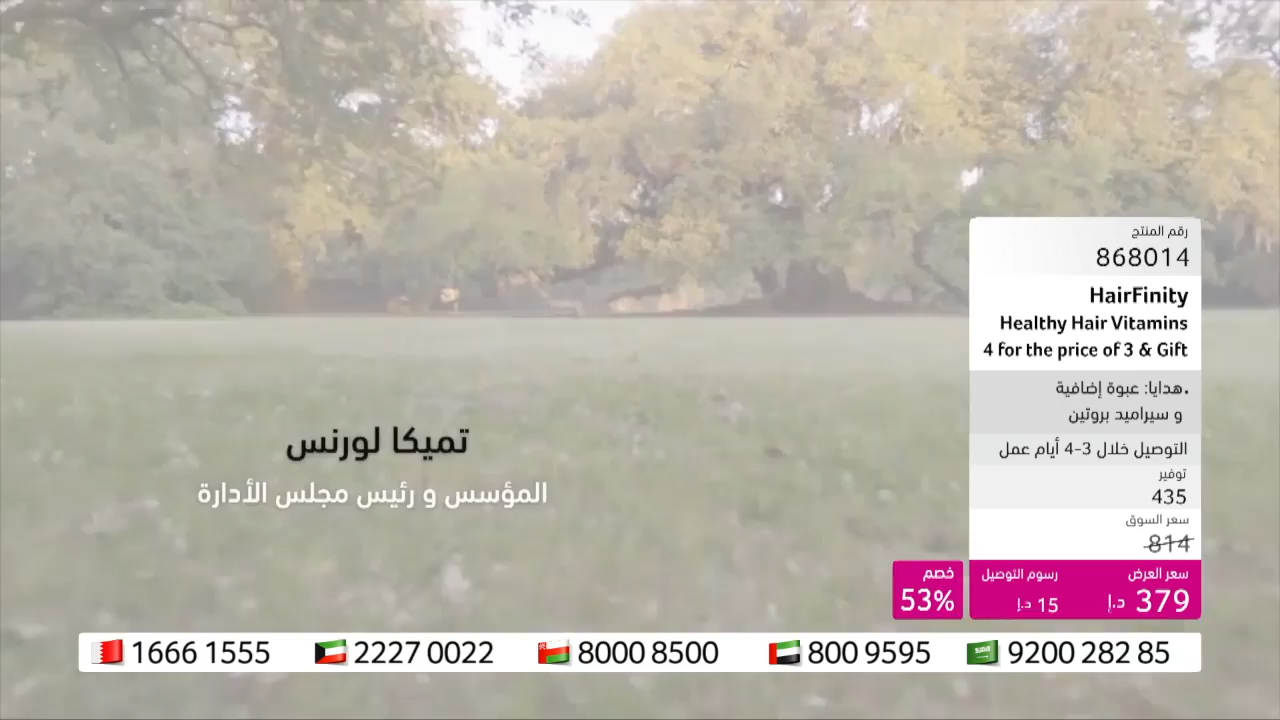 رقم المنتج
868014
HairFinity
Healthy Hair Vitamins
4 for the price of 3 & Gift
.هدايا: عبوة إضافية
و سيراميد بروتين
التوصيل خلال 3-4 أيام عمل
توفير
435
سعر السوق
814
سعر العرض
379 د.إ
رسوم التوصيل
15 د.إ
خصم
53%
تميكا لورنس
المؤسس و رئيس مجلس الأدارة
1666 1555
2227 0022
8000 8500
800 9595
9200 282 85